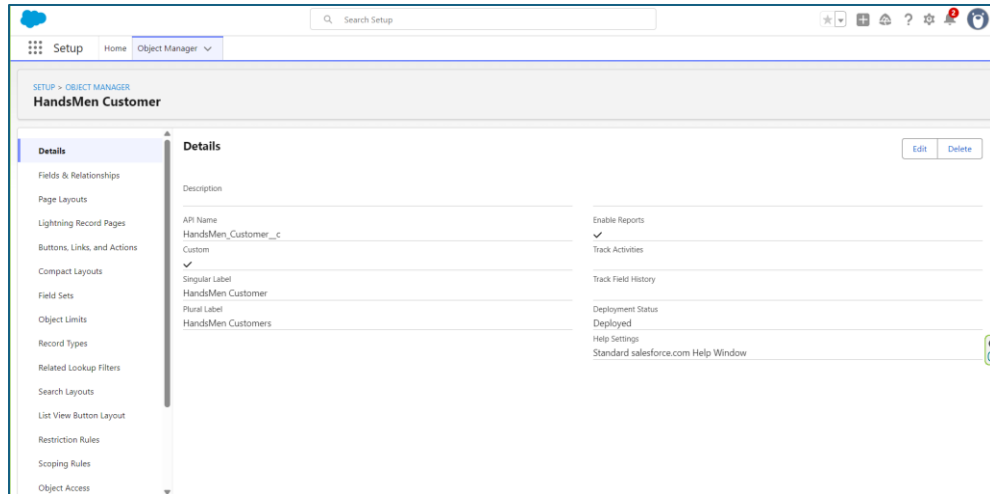 Search Setup
2
Setup
Home
Object Manager
SETUP > OBJECT MANAGER
HandsMen Customer
Details
Fields & Relationships
Page Layouts
Lightning Record Pages
Buttons, Links, and Actions
Compact Layouts
Field Sets
Object Limits
Record Types
Related Lookup Filters
Search Layouts
List View Button Layout
Restriction Rules
Scoping Rules
Object Access
Details
Edit
Delete
Description
API Name
HandsMen_Customer__c
Custom
Singular Label
HandsMen Customer
Plural Label
HandsMen Customers
Enable Reports
Track Activities
Track Field History
Deployment Status
Deployed
Help Settings
Standard salesforce.com Help Window